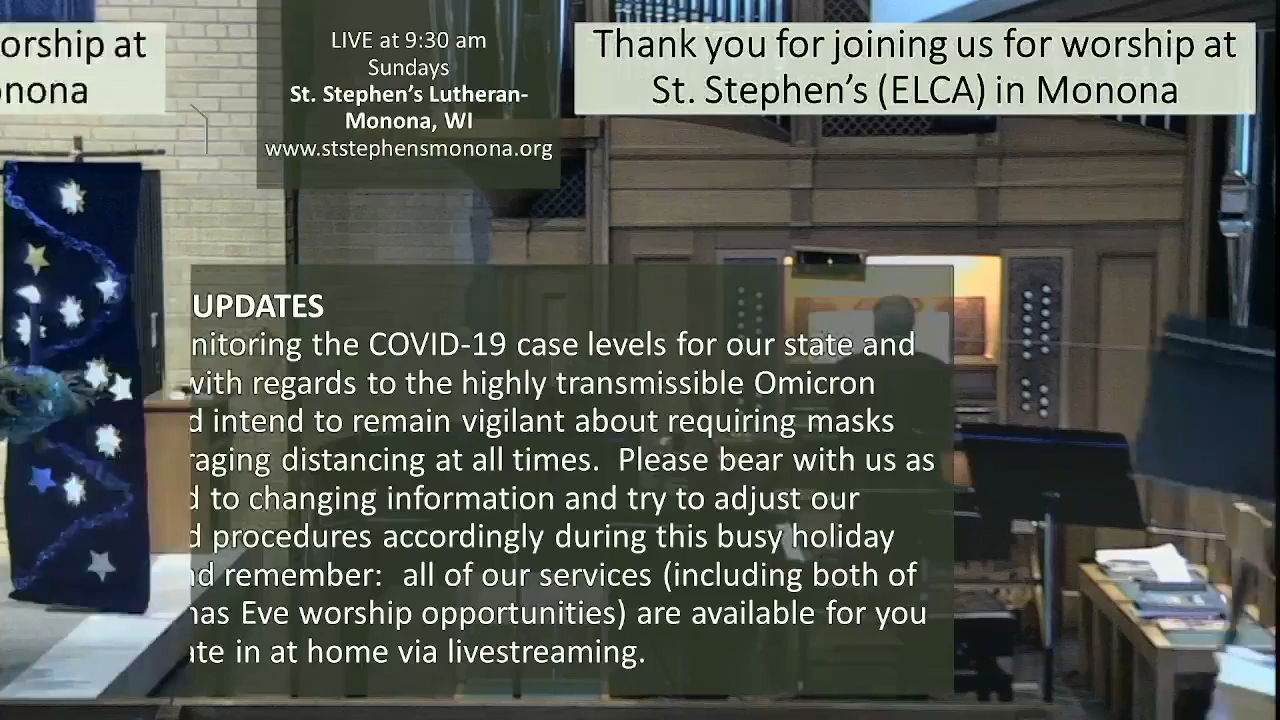 orship at
onona
LIVE at 9:30 am
Sundays
St. Stephen's Lutheran-
Monona, WI
www.ststephensmonona.org
Thank you for joining us for worship at
St. Stephen's (ELCA) in Monona
UPDATES
nitoring the COVID-19 case levels for our state and
with regards to the highly transmissible Omicron
d intend to remain vigilant about requiring masks
raging distancing at all times. Please bear with us as
d to changing information and try to adjust our
d procedures accordingly during this busy holiday
nd remember: all of our services (including both of
nas Eve worship opportunities) are available for you
ate in at home via livestreaming.